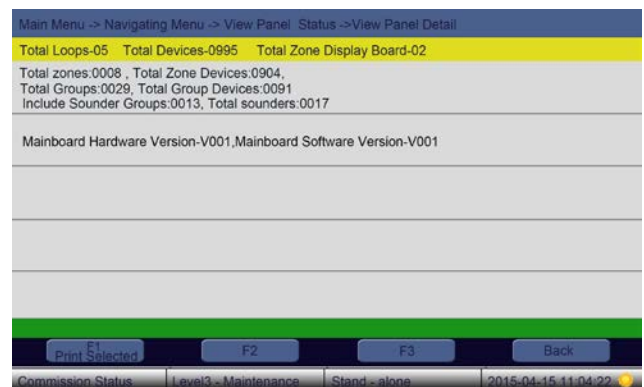 Main Menu -> Navigating Menu -> View Panel Status ->View Panel Detail
Total Loops-05 Total Devices-0995 Total Zone Display Board-02
Total zones:0008 , Total Zone Devices:0904,
Total Groups:0029, Total Group Devices:0091
Include Sounder Groups:0013, Total sounders:0017
Mainboard Hardware Version-V001,Mainboard Software Version-V001
F1
Print Selected
F2
F3
Back
Commission Status
Level3 - Maintenance
Stand - alone
2015-04-15 11:04:22